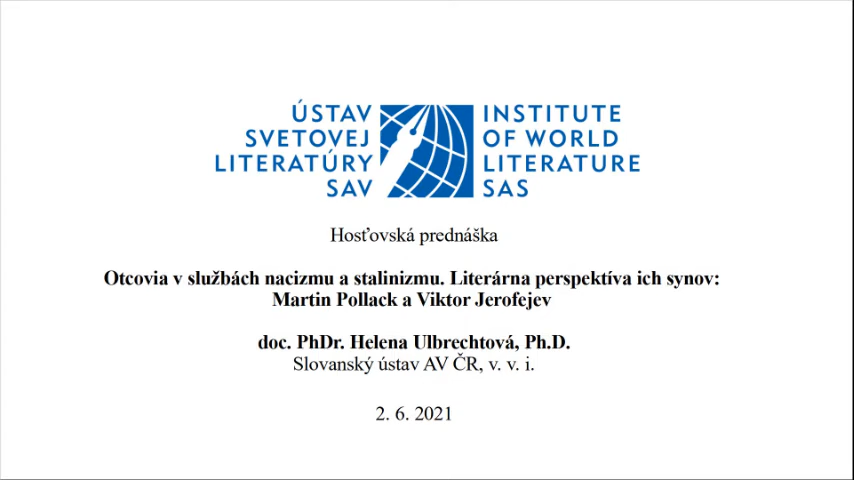 ÚSTAV
SVETOVEJ
LITERATÚRY
SAV
INSTITUTE
OF WORLD
LITERATURE
SAS
Hosťovská prednáška
Otcovia v službách nacizmu a stalinizmu. Literárna perspektíva ich synov:
Martin Pollack a Viktor Jerofejev
doc. PhDr. Helena Ulbrechtová, Ph.D.
Slovanský ústav AV ČR, v. v. i.
2. 6. 2021